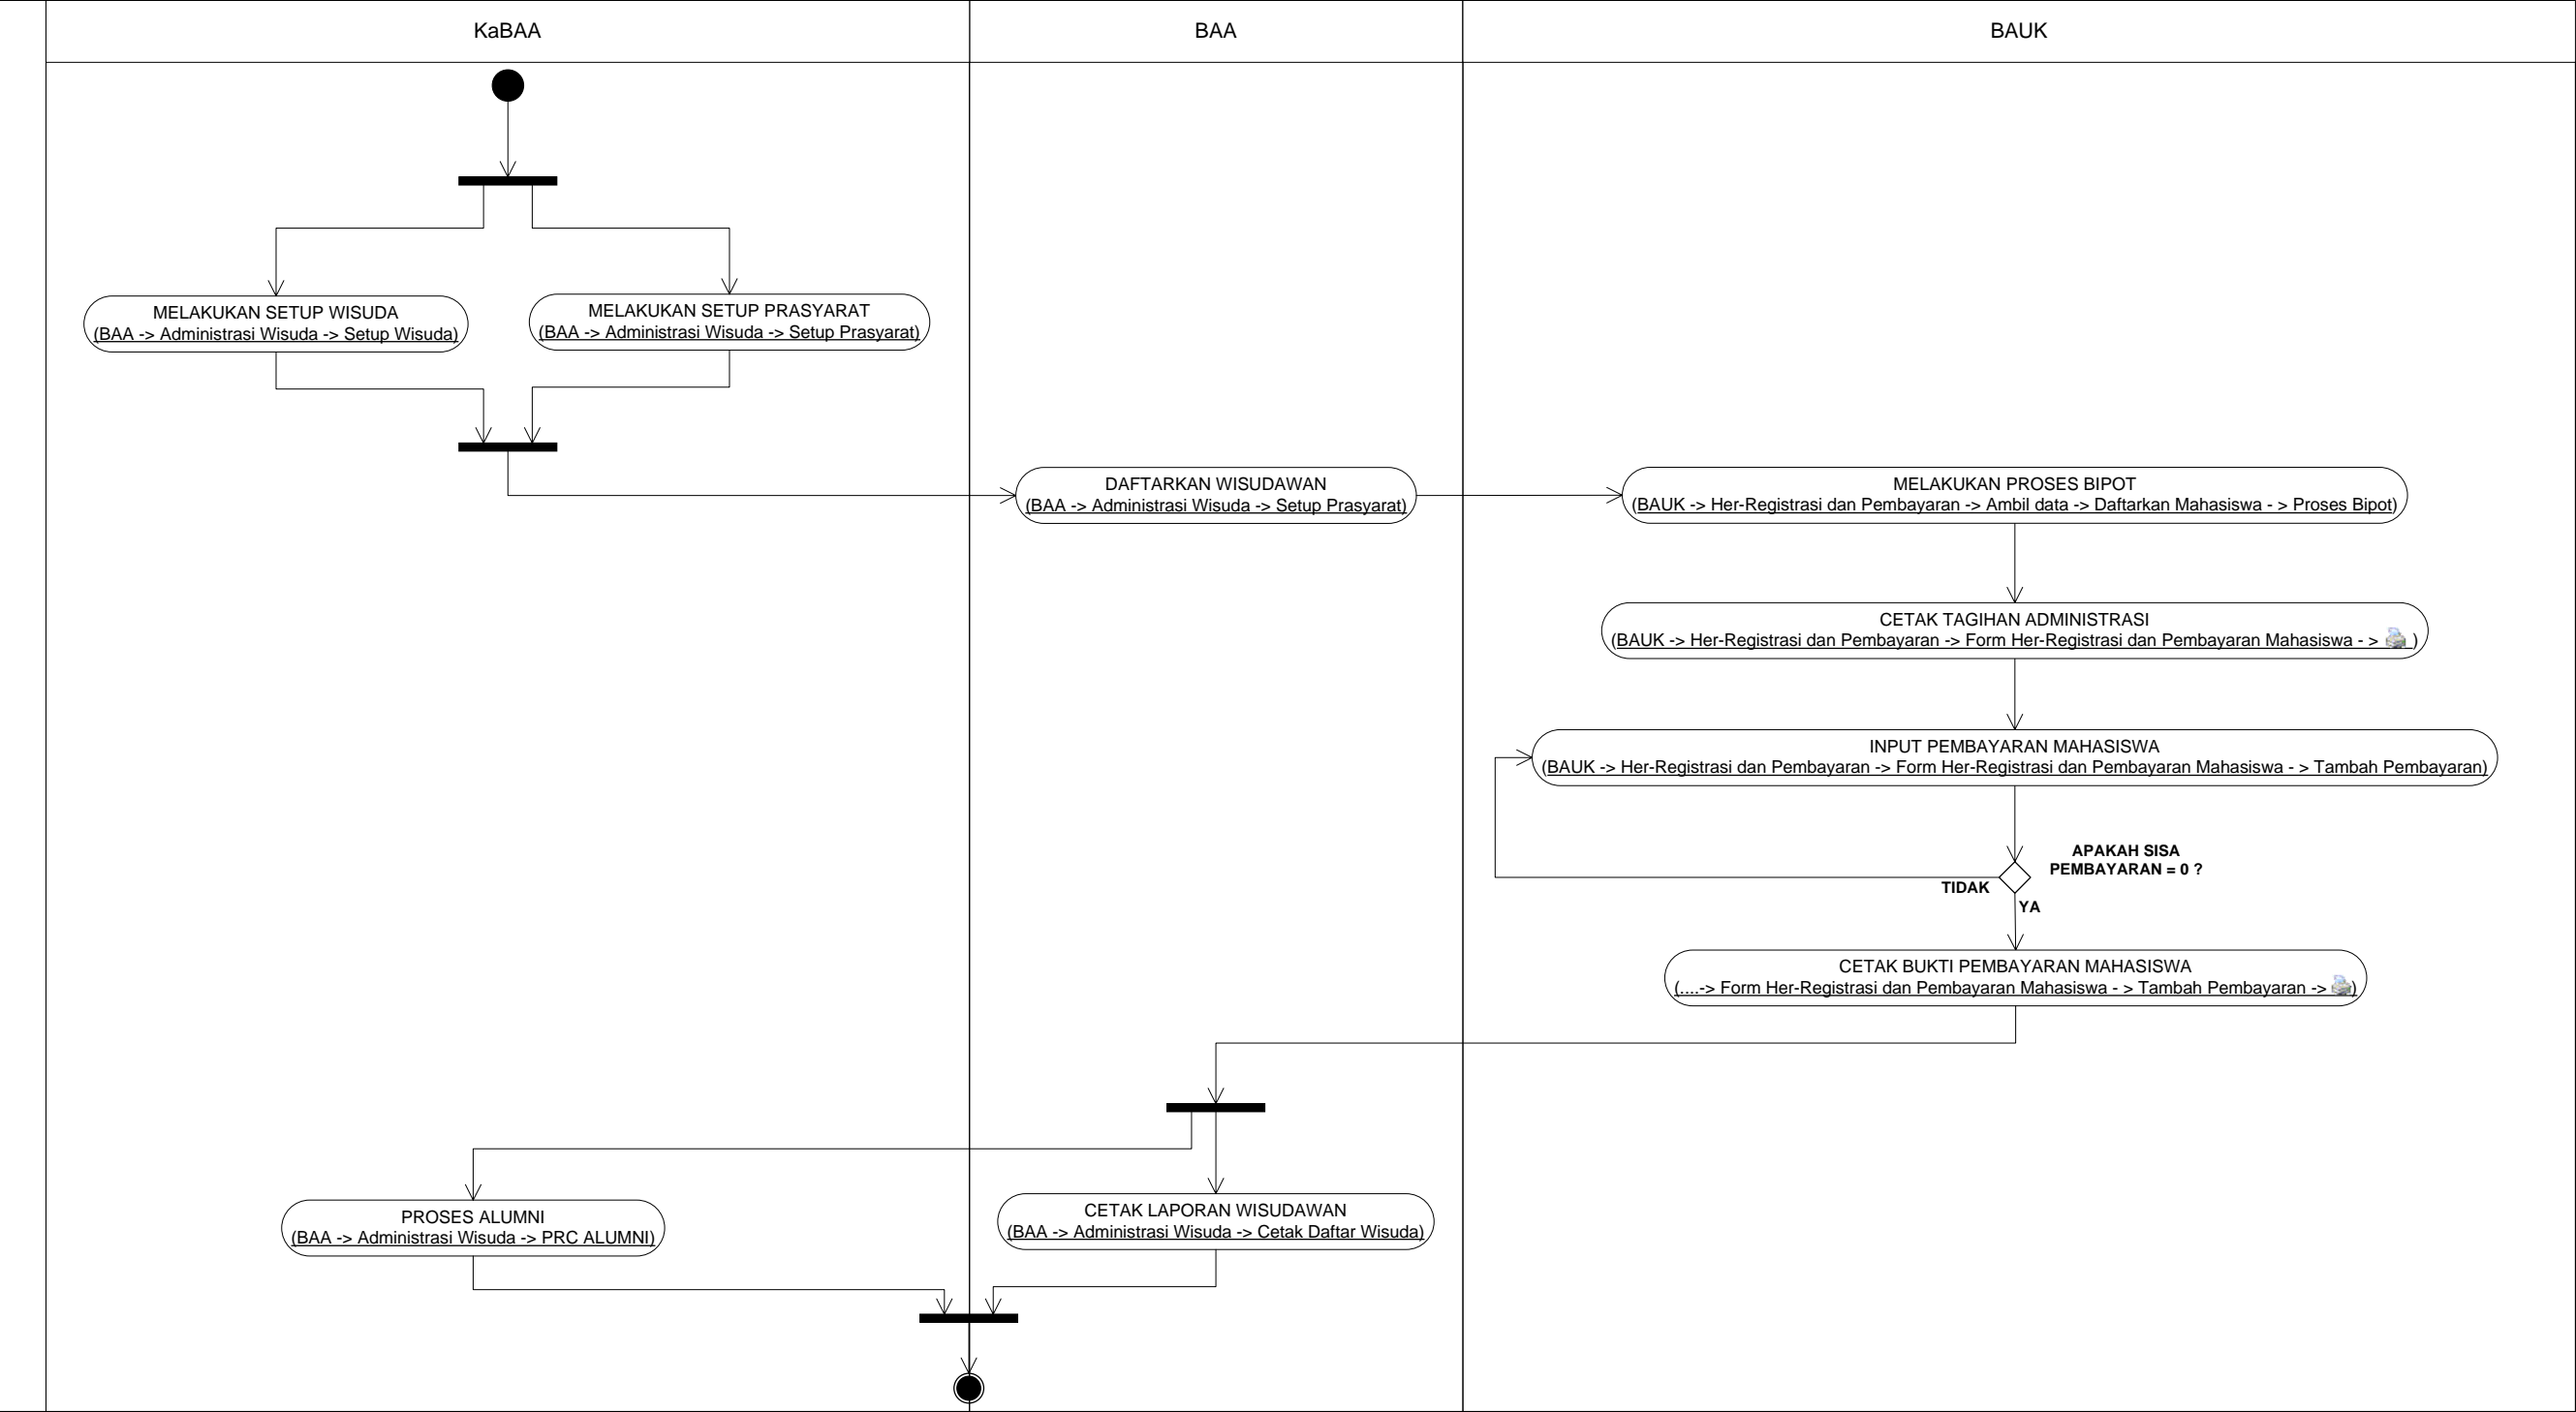 KaBAA
BAA
BAUK
MELAKUKAN SETUP WISUDA
(BAA -> Administrasi Wisuda -> Setup Wisuda)
MELAKUKAN SETUP PRASYARAT
(BAA -> Administrasi Wisuda -> Setup Prasyarat)
DAFTARKAN WISUDAWAN
(BAA -> Administrasi Wisuda -> Setup Prasyarat)
MELAKUKAN PROSES BIPOT
(BAUK -> Her-Registrasi dan Pembayaran -> Ambil data -> Daftarkan Mahasiswa - > Proses Bipot)
CETAK TAGIHAN ADMINISTRASI
(BAUK -> Her-Registrasi dan Pembayaran -> Form Her-Registrasi dan Pembayaran Mahasiswa - > )
INPUT PEMBAYARAN MAHASISWA
(BAUK -> Her-Registrasi dan Pembayaran -> Form Her-Registrasi dan Pembayaran Mahasiswa - > Tambah Pembayaran)
APAKAH SISA
PEMBAYARAN = 0 ?
TIDAK
YA
CETAK BUKTI PEMBAYARAN MAHASISWA
(....-> Form Her-Registrasi dan Pembayaran Mahasiswa - > Tambah Pembayaran -> )
PROSES ALUMNI
(BAA -> Administrasi Wisuda -> PRC ALUMNI)
CETAK LAPORAN WISUDAWAN
(BAA -> Administrasi Wisuda -> Cetak Daftar Wisuda)